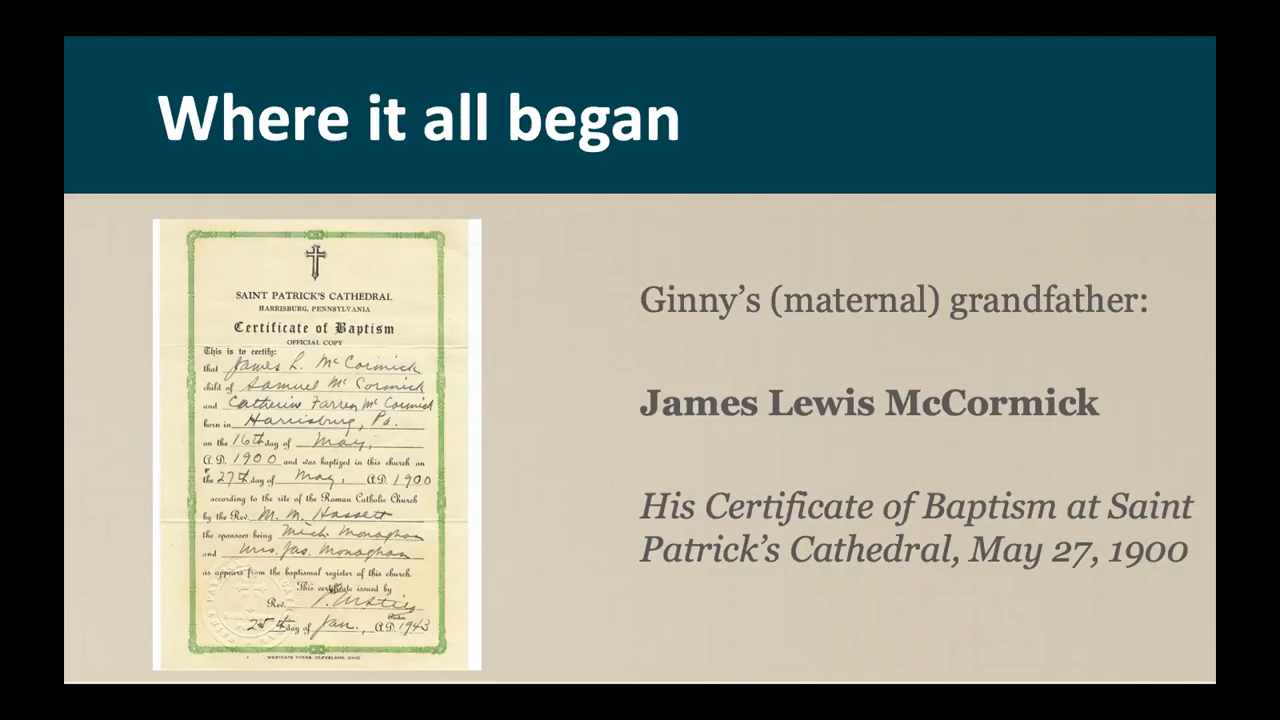 Where it all began
SAINT PATRICK'S CATHEDRAL
HARRISBURG, PENNSYLVANIA
Certificate of Baptism
OFFICIAL COPY
This is to certify:
that James L. McCormick
child of Samuel McCormick
and Catherine Farren McCormick
born in Harrisburg, Pa.
on the 16th day of May,
A.D. 1900 and was baptized in this church on
the 27th day of May, A.D. 1900
according to the rite of the Roman Catholic Church
by the Rev. M. M. Hassett
the sponsors being Mich. Monaghan
and Mrs. Jas. Monaghan
as appears from the baptismal register of this church.
This certificate issued by
Rev.
25th day of Jan., A.D. 1943
WESTGATE PRESS, CLEVELAND, OHIO
Ginny's (maternal) grandfather:
James Lewis McCormick
His Certificate of Baptism at Saint
Patrick's Cathedral, May 27, 1900